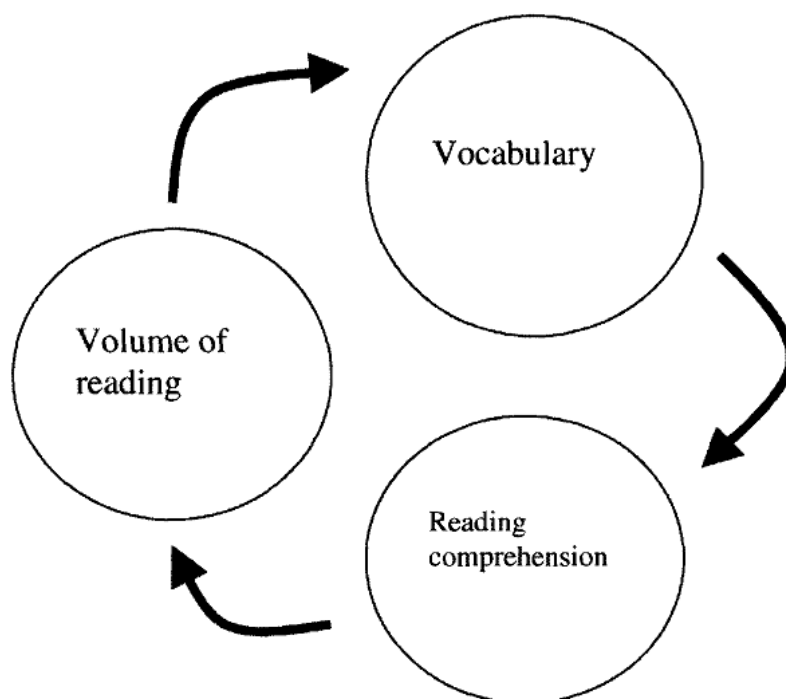 Vocabulary
Volume of
reading
Reading
comprehension